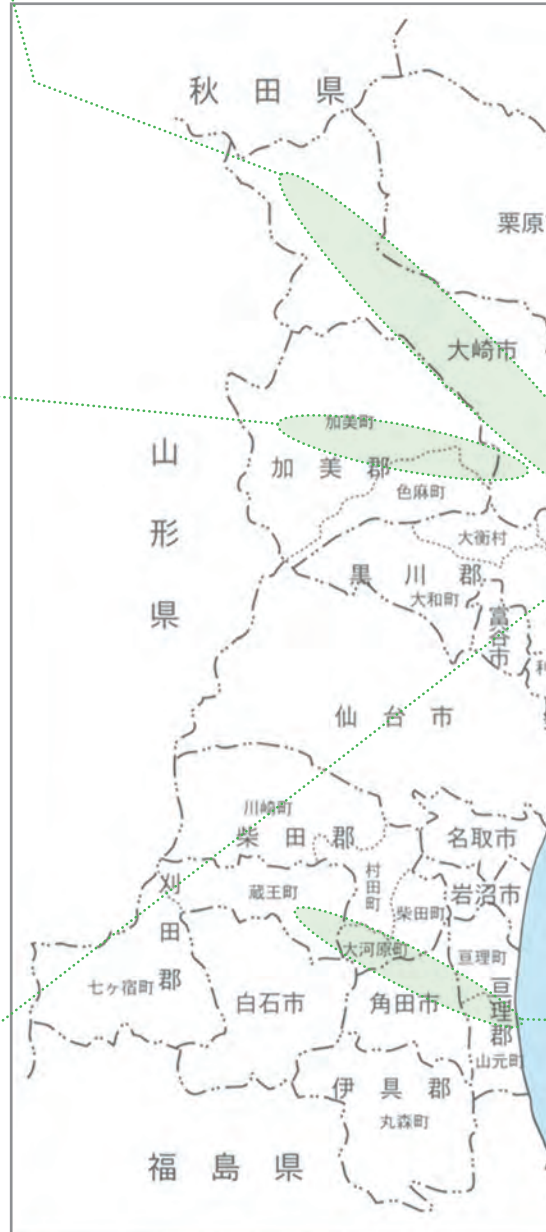 秋田県
栗原
大崎市
加美町
山形県
加美郡
色麻町
大衡村
黒川郡
大和町
富谷市
仙台市
川崎町
柴田郡
名取市
刈田郡
蔵王町
村田町
柴田町
岩沼市
大河原町
亘理町
七ヶ宿町
白石市
角田市
亘理郡
山元町
伊具郡
丸森町
福島県